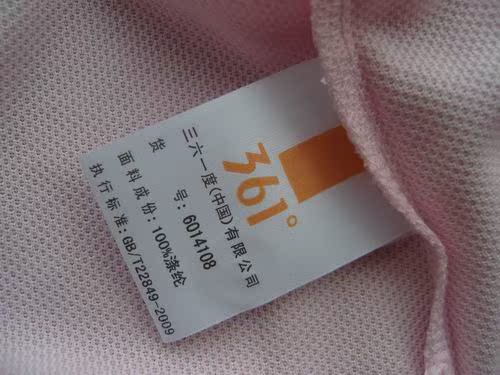 361°
三六一度(中国)有限公司
货 号: 6014108
面料成份: 100%涤纶
执行标准: GB/T22849-2009